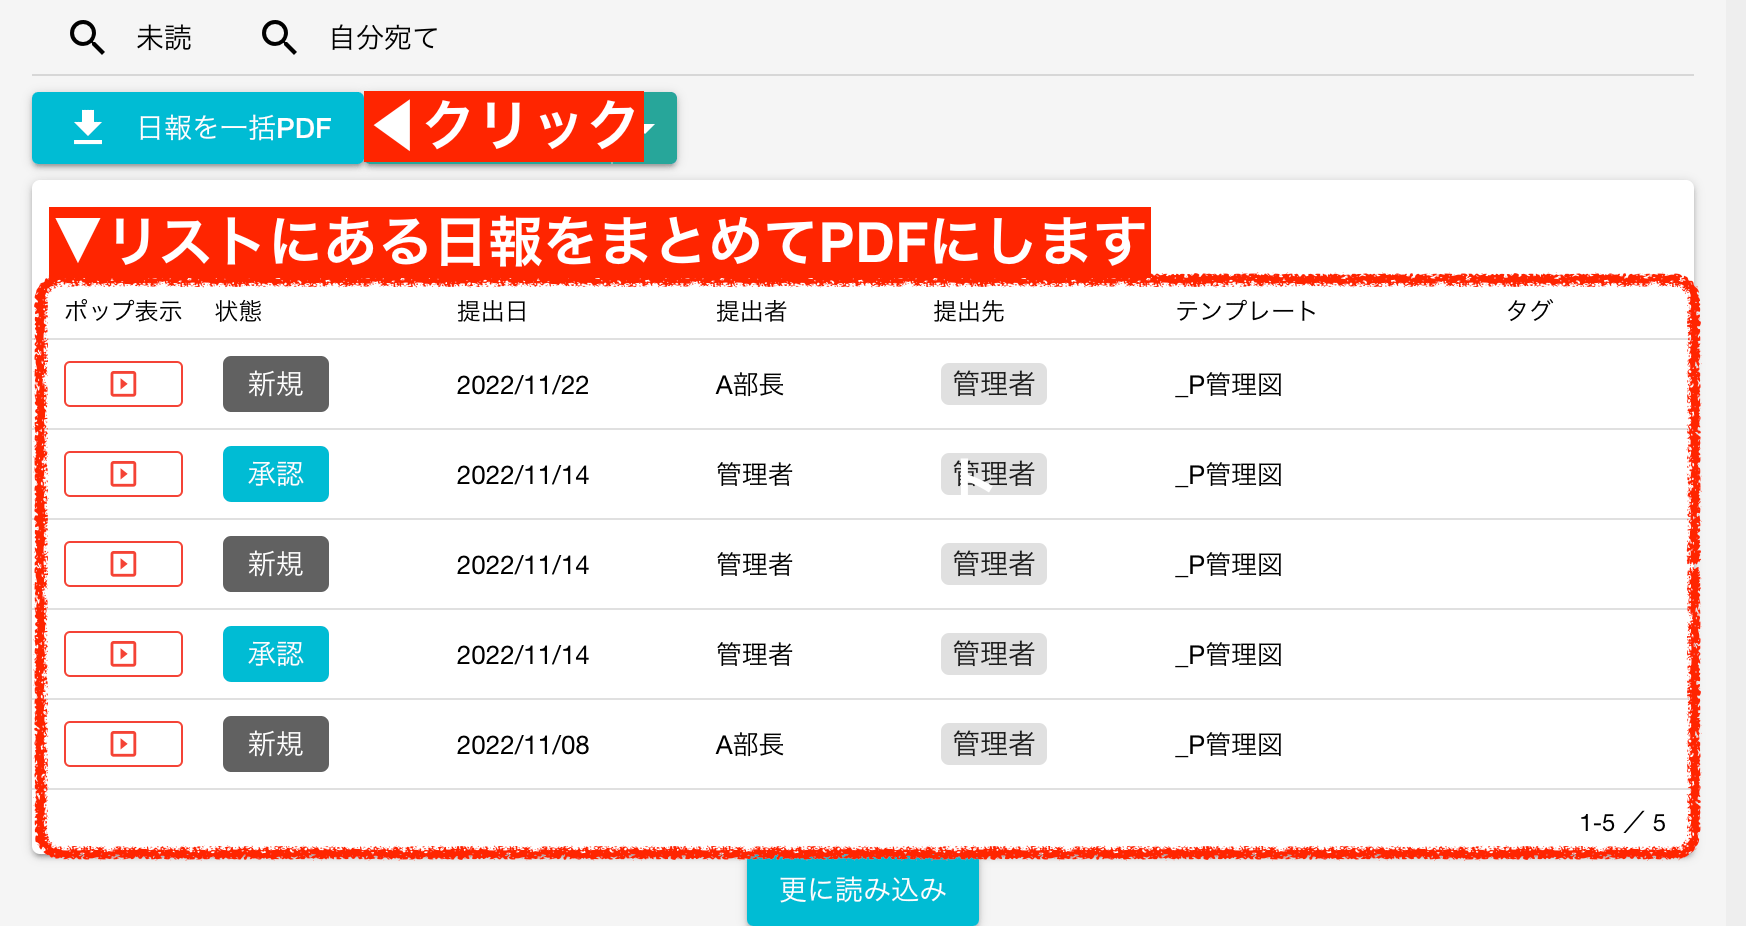 未読 自分宛て
日報を一括PDF ◀クリック
▼リストにある日報をまとめてPDFにします
ポップ表示 状態 提出日 提出者 提出先 テンプレート タグ
新規 2022/11/22 A部長 管理者 _P管理図
承認 2022/11/14 管理者 管理者 _P管理図
新規 2022/11/14 管理者 管理者 _P管理図
承認 2022/11/14 管理者 管理者 _P管理図
新規 2022/11/08 A部長 管理者 _P管理図
1-5 ／ 5
更に読み込み